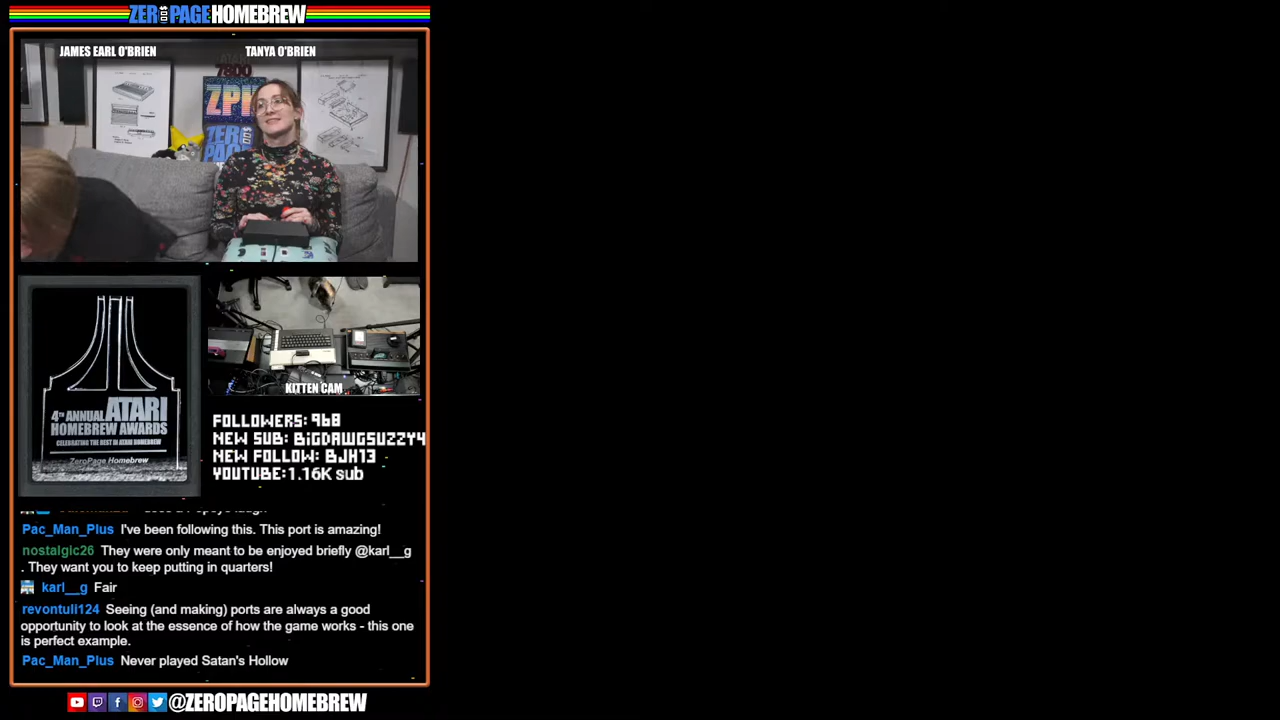 ZEROPAGE HOMEBREW
JAMES EARL O'BRIEN
TANYA O'BRIEN
ATARI
7800
ZPH
ZERO
PAGE
4TH ANNUAL ATARI
HOMEBREW AWARDS
CELEBRATING THE BEST IN ATARI HOMEBREW
ZeroPage Homebrew
KITTEN CAM
FOLLOWERS: 968
NEW SUB: BIGDAWGSUZZY4
NEW FOLLOW: BJH13
YOUTUBE: 1.16K sub
Pac_Man_Plus I've been following this. This port is amazing!
nostalgic26 They were only meant to be enjoyed briefly @karl__g
. They want you to keep putting in quarters!
karl__g Fair
revontuli124 Seeing (and making) ports are always a good
opportunity to look at the essence of how the game works - this one
is perfect example.
Pac_Man_Plus Never played Satan's Hollow
@ZEROPAGEHOMEBREW